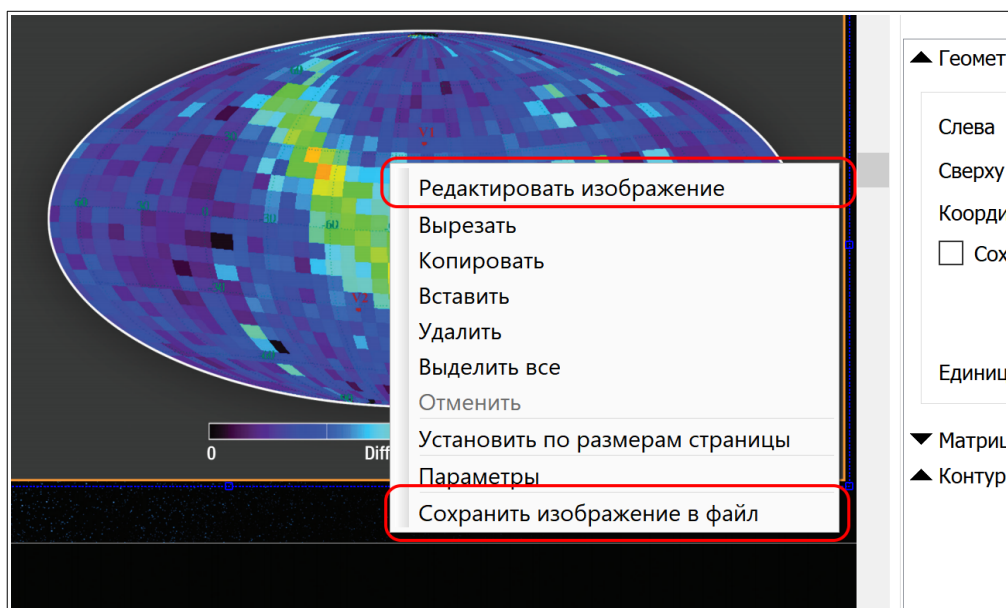 Геомет
Слева
Сверху
Коорди
Сох
Единиц
Матриц
Контур
V1
-60
V2
0
Diff
Редактировать изображение
Вырезать
Копировать
Вставить
Удалить
Выделить все
Отменить
Установить по размерам страницы
Параметры
Сохранить изображение в файл